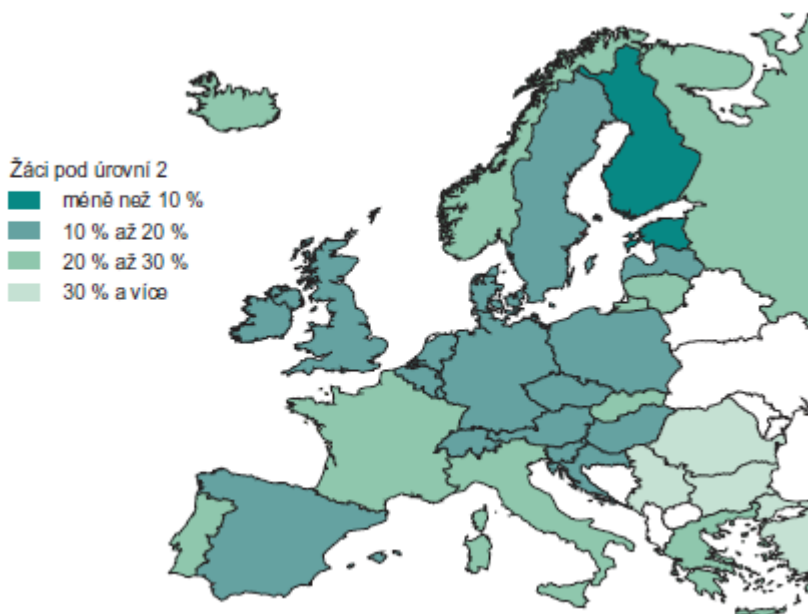 Žáci pod úrovní 2
méně než 10 %
10 % až 20 %
20 % až 30 %
30 % a více